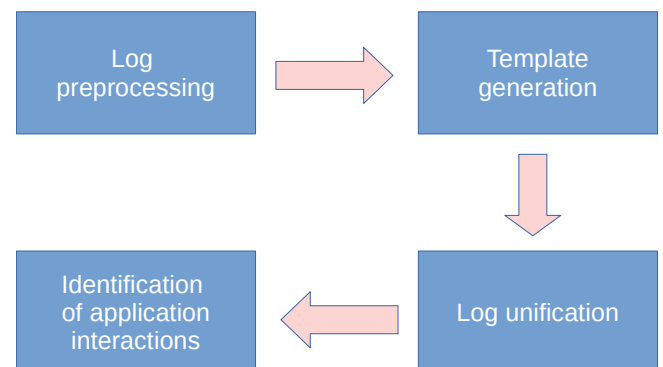 Log
preprocessing
Template
generation
Identification
of application
interactions
Log unification